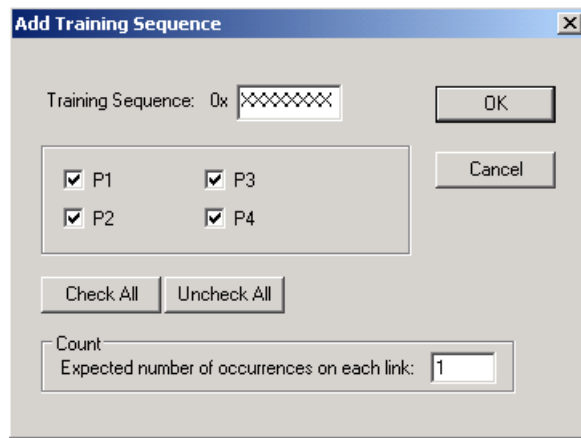 Add Training Sequence
Training Sequence: 0x XXXXXXXX
OK
Cancel
P1
P3
P2
P4
Check All
Uncheck All
Count
Expected number of occurrences on each link: 1